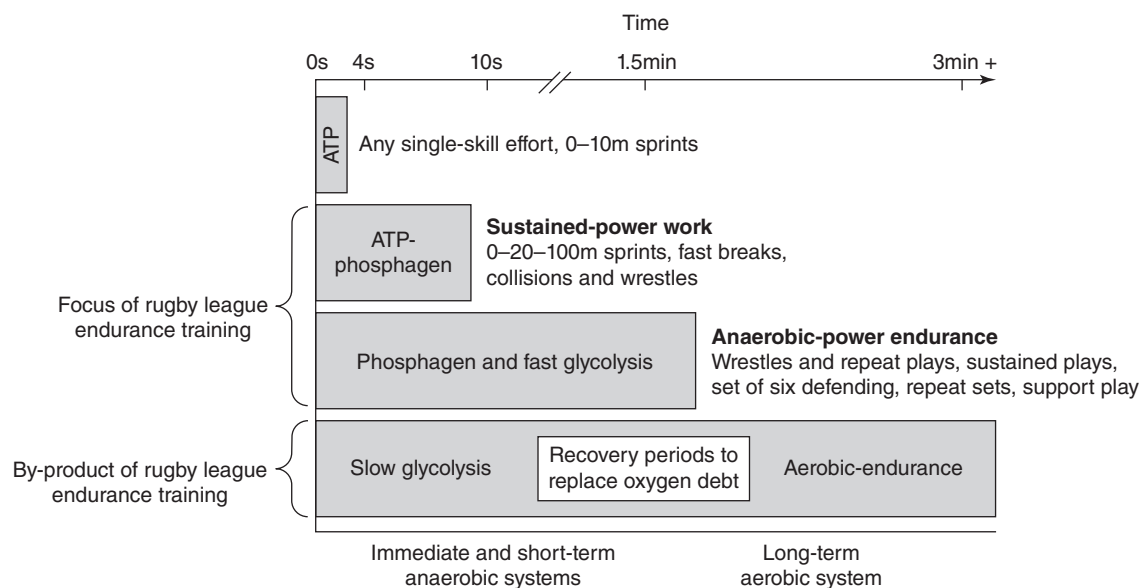 Time
0s 4s 10s 1.5min 3min +
ATP
Any single-skill effort, 0–10m sprints
ATP-
phosphagen
Sustained-power work
0–20–100m sprints, fast breaks,
collisions and wrestles
Focus of rugby league
endurance training
Phosphagen and fast glycolysis
Anaerobic-power endurance
Wrestles and repeat plays, sustained plays,
set of six defending, repeat sets, support play
By-product of rugby league
endurance training
Slow glycolysis
Recovery periods to
replace oxygen debt
Aerobic-endurance
Immediate and short-term
anaerobic systems
Long-term
aerobic system